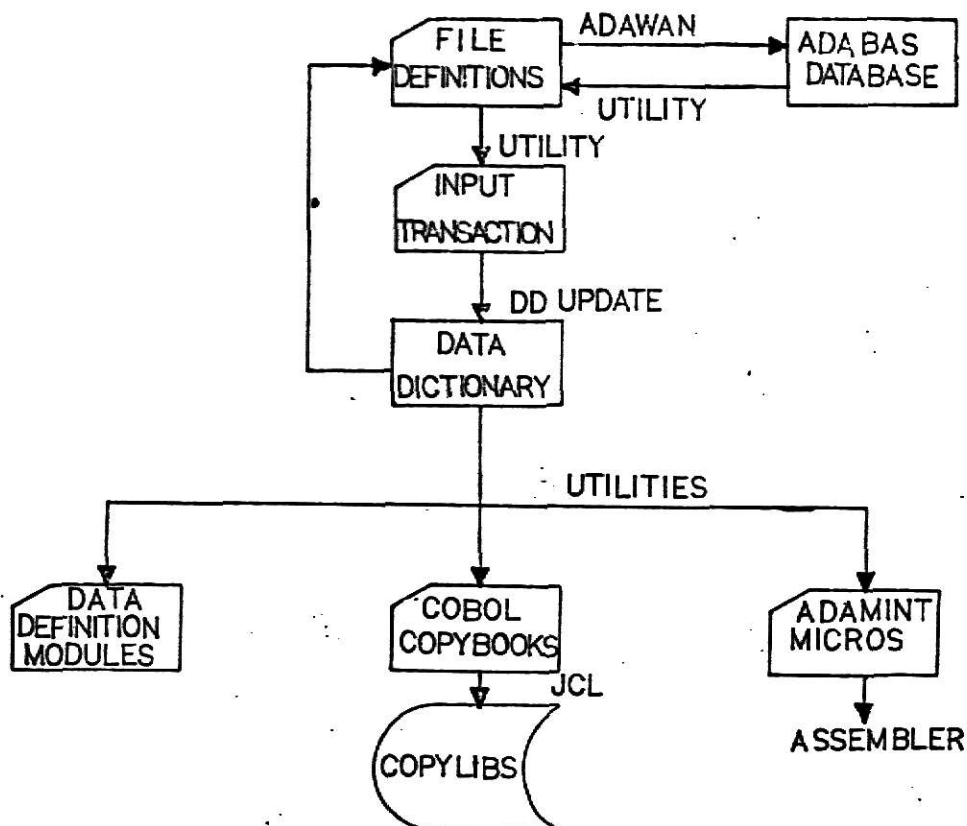 FILE
DEFINITIONS
ADAWAN
ADABAS
DATABASE
UTILITY
UTILITY
INPUT
TRANSACTION
DD UPDATE
DATA
DICTIONARY
UTILITIES
DATA
DEFINITION
MODULES
COBOL
COPYBOOKS
ADAMINT
MICROS
JCL
COPYLIBS
ASSEMBLER